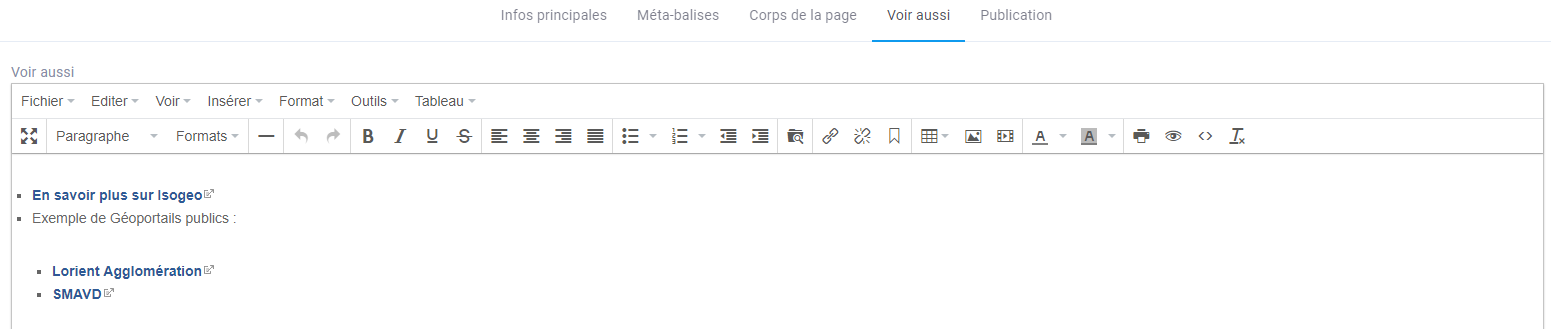 Infos principales Méta-balises Corps de la page Voir aussi Publication
Voir aussi
Fichier Editer Voir Insérer Format Outils Tableau
Paragraphe Formats B I U S A A
En savoir plus sur Isogeo
Exemple de Géoportails publics :
Lorient Agglomération
SMAVD